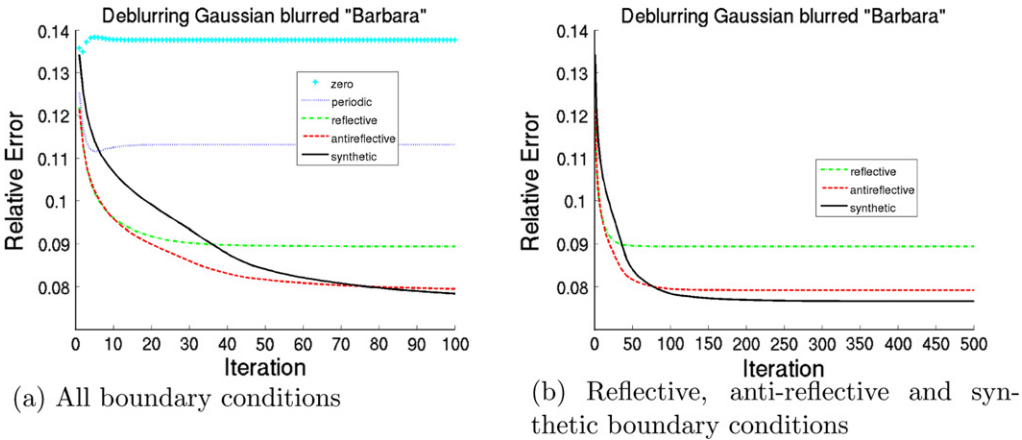 Deblurring Gaussian blurred "Barbara"
0.14
0.13
0.12
0.11
0.1
0.09
0.08
Relative Error
zero
periodic
reflective
antireflective
synthetic
0 10 20 30 40 50 60 70 80 90 100
Iteration
(a) All boundary conditions
Deblurring Gaussian blurred "Barbara"
0.14
0.13
0.12
0.11
0.1
0.09
0.08
Relative Error
reflective
antireflective
synthetic
0 50 100 150 200 250 300 350 400 450 500
Iteration
(b) Reflective, anti-reflective and syn-
thetic boundary conditions